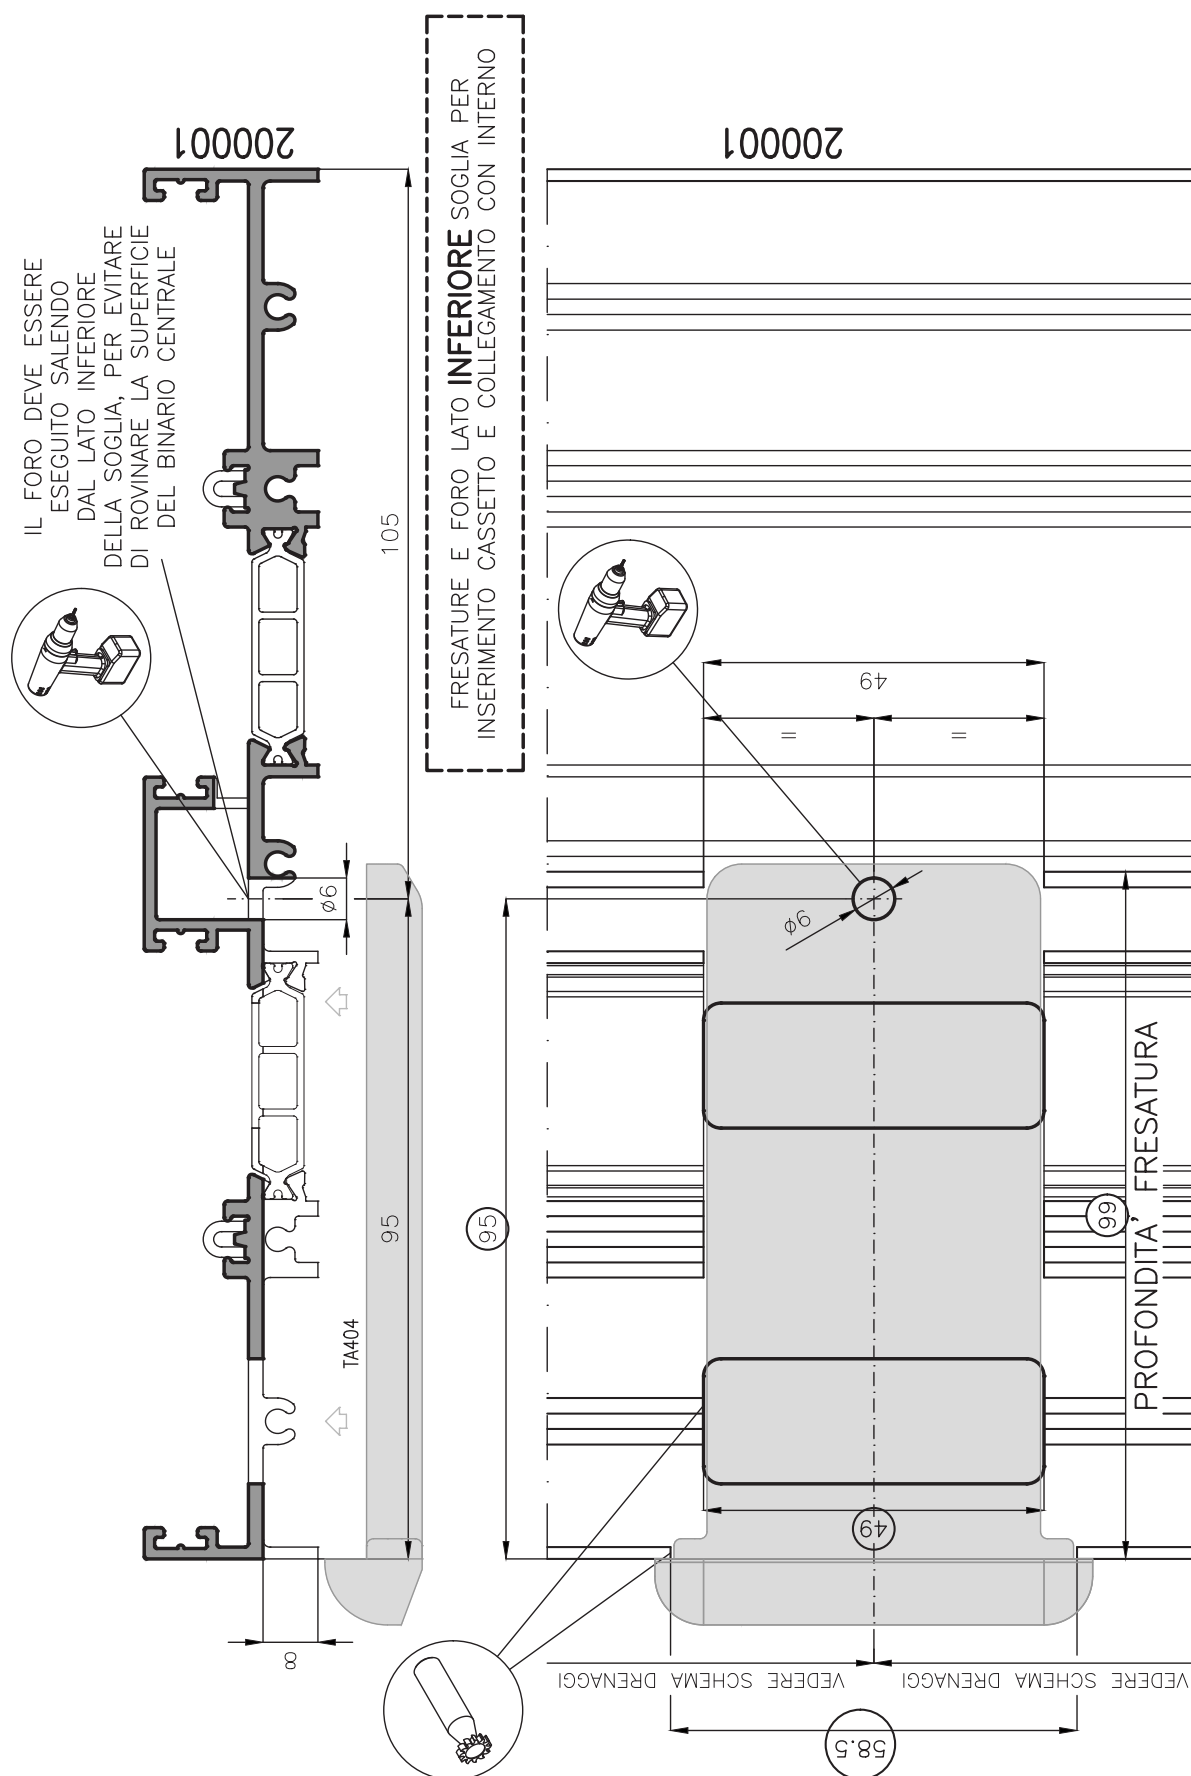 IL FORO DEVE ESSERE
ESEGUITO SALENDO
DAL LATO INFERIORE
DELLA SOGLIA, PER EVITARE
DI ROVINARE LA SUPERFICIE
DEL BINARIO CENTRALE
200001
105
ø6
95
TA404
8
FRESATURE E FORO LATO INFERIORE SOGLIA PER
INSERIMENTO CASSETTO E COLLEGAMENTO CON INTERNO
200001
49
=
=
ø6
95
99
PROFONDITA' FRESATURA
49
VEDERE SCHEMA DRENAGGI
VEDERE SCHEMA DRENAGGI
58.5